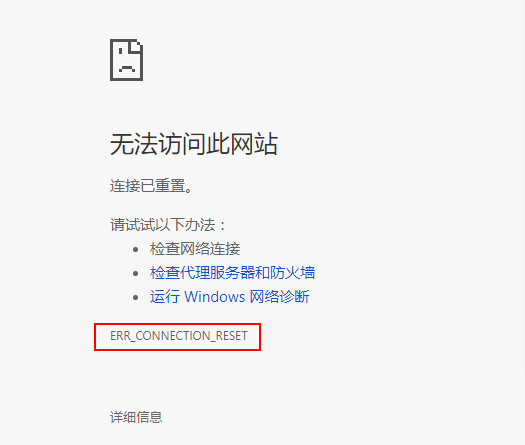 无法访问此网站
连接已重置。
请试试以下办法：
检查网络连接
检查代理服务器和防火墙
运行 Windows 网络诊断
ERR_CONNECTION_RESET
详细信息